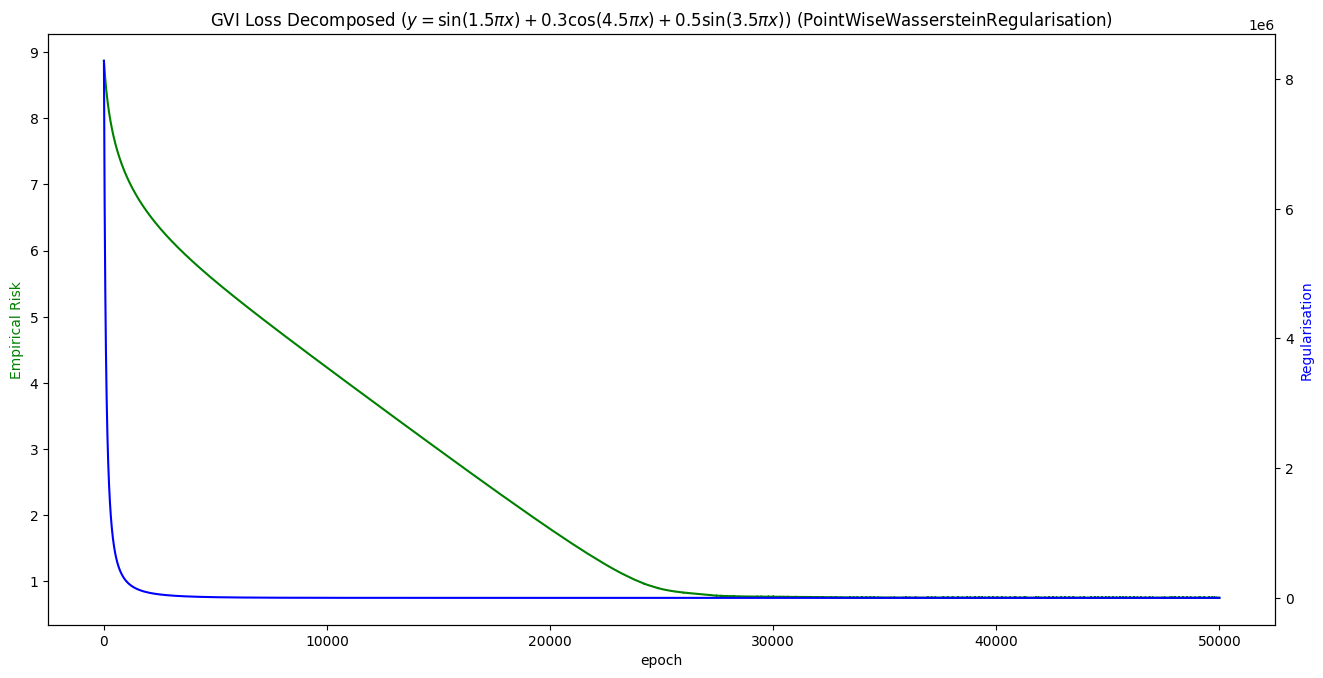 GVI Loss Decomposed (y = sin(1.5πx) + 0.3cos(4.5πx) + 0.5sin(3.5πx)) (PointWiseWassersteinRegularisation)
1e6
9
8
7
6
5
4
3
2
1
Empirical Risk
8
6
4
2
0
Regularisation
0 10000 20000 30000 40000 50000
epoch